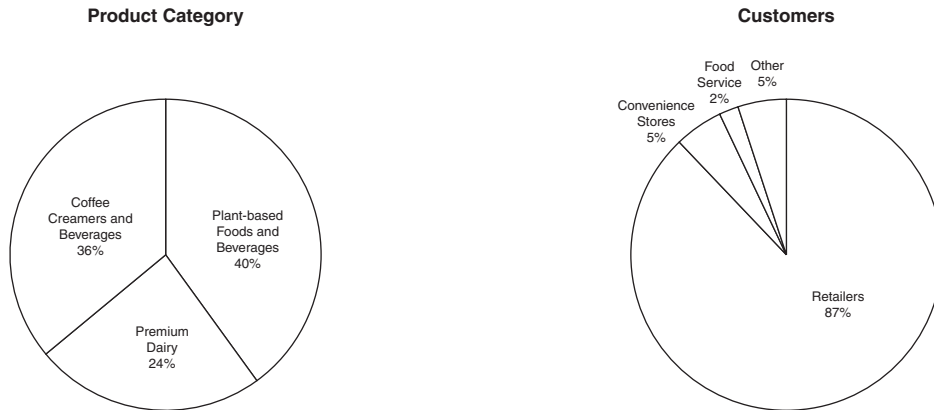 Product Category
Coffee
Creamers and
Beverages
36%
Plant-based
Foods and
Beverages
40%
Premium
Dairy
24%
Customers
Convenience
Stores
5%
Food
Service
2%
Other
5%
Retailers
87%